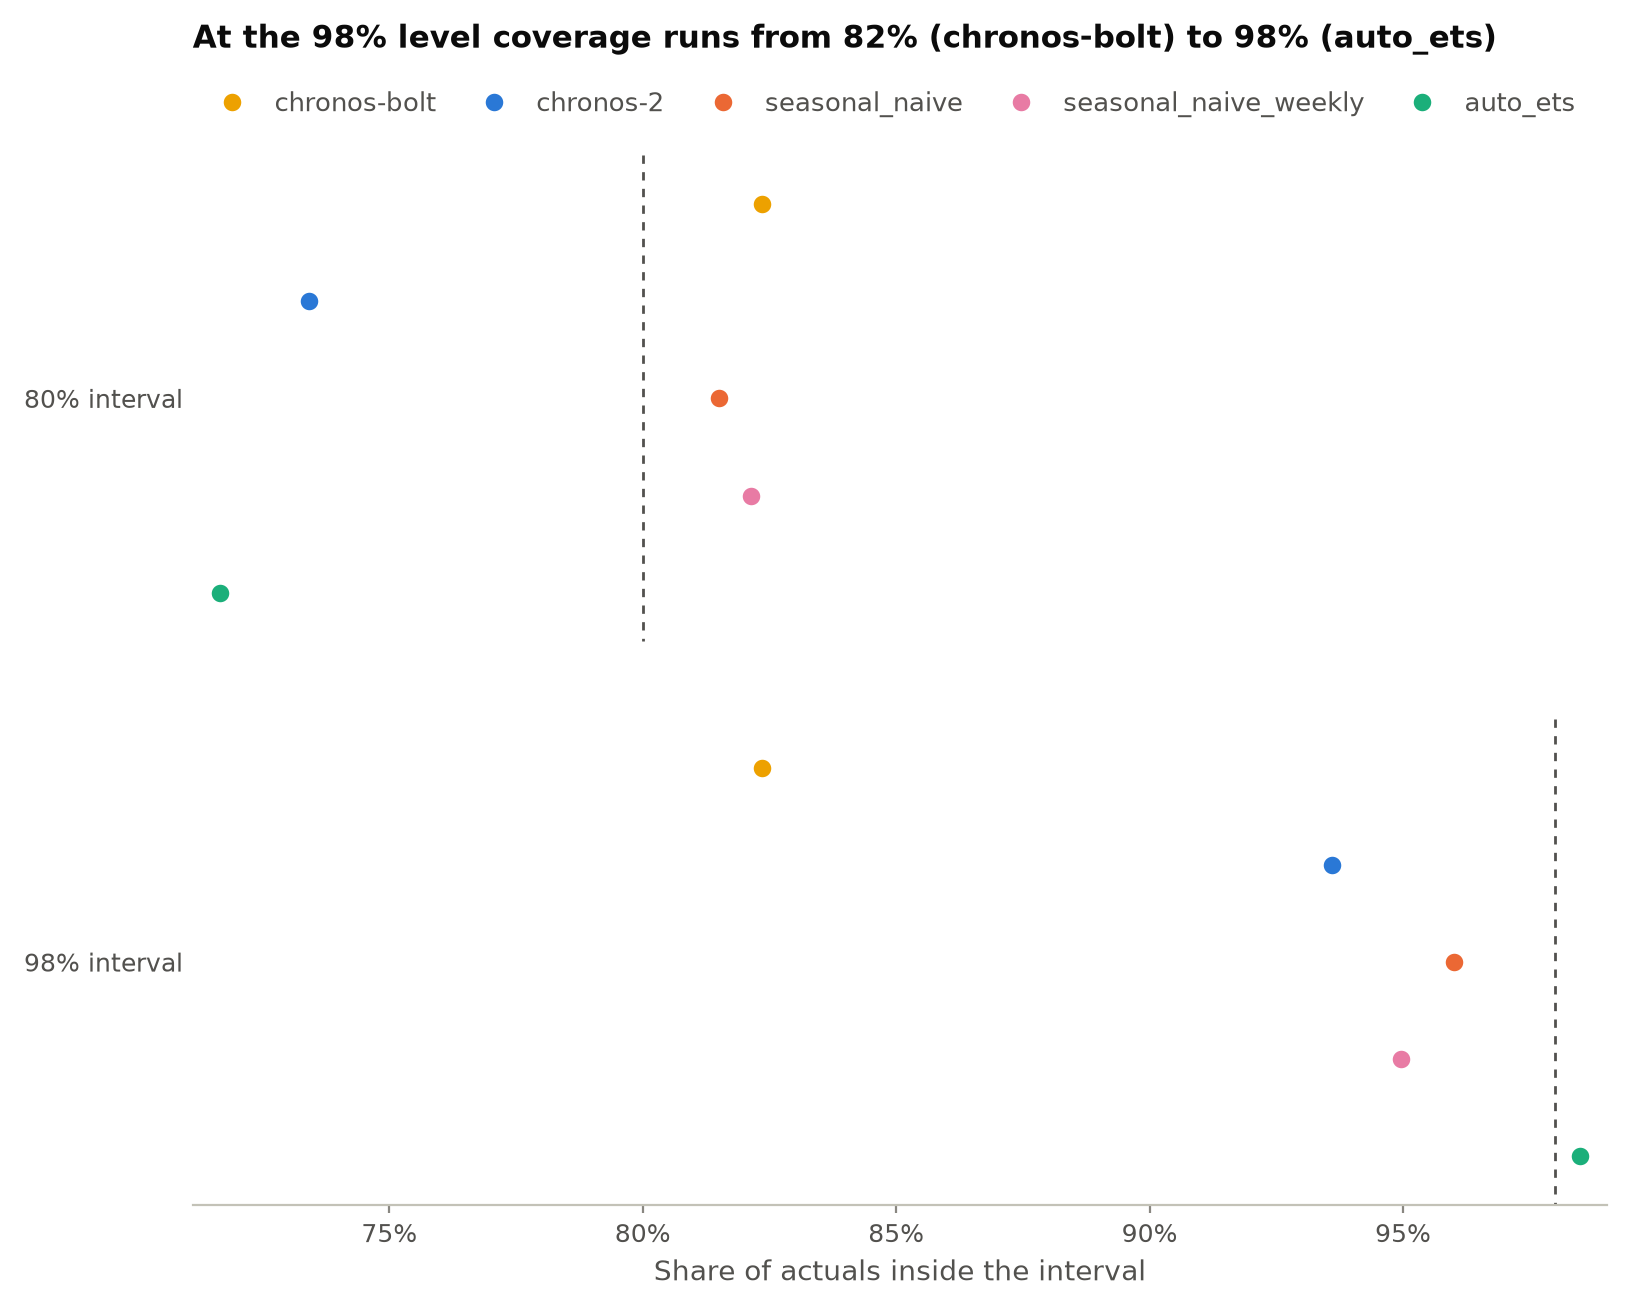 At the 98% level coverage runs from 82% (chronos-bolt) to 98% (auto_ets)
chronos-bolt chronos-2 seasonal_naive seasonal_naive_weekly auto_ets
80% interval
98% interval
75% 80% 85% 90% 95%
Share of actuals inside the interval